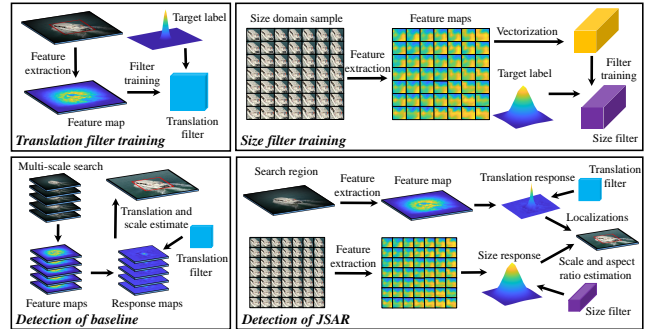 Target label
Feature
extraction
Filter
training
Feature map
Translation
filter
Translation filter training
Size domain sample
Feature maps
Feature
extraction
Vectorization
Target label
Filter
training
Size filter
Size filter training
Multi-scale search
Translation and
scale estimate
Translation
filter
Feature maps
Response maps
Detection of baseline
Search region
Feature
extraction
Feature map
Translation response
Translation
filter
Localizations
Feature
extraction
Size response
Scale and aspect
ratio estimation
Size filter
Detection of JSAR